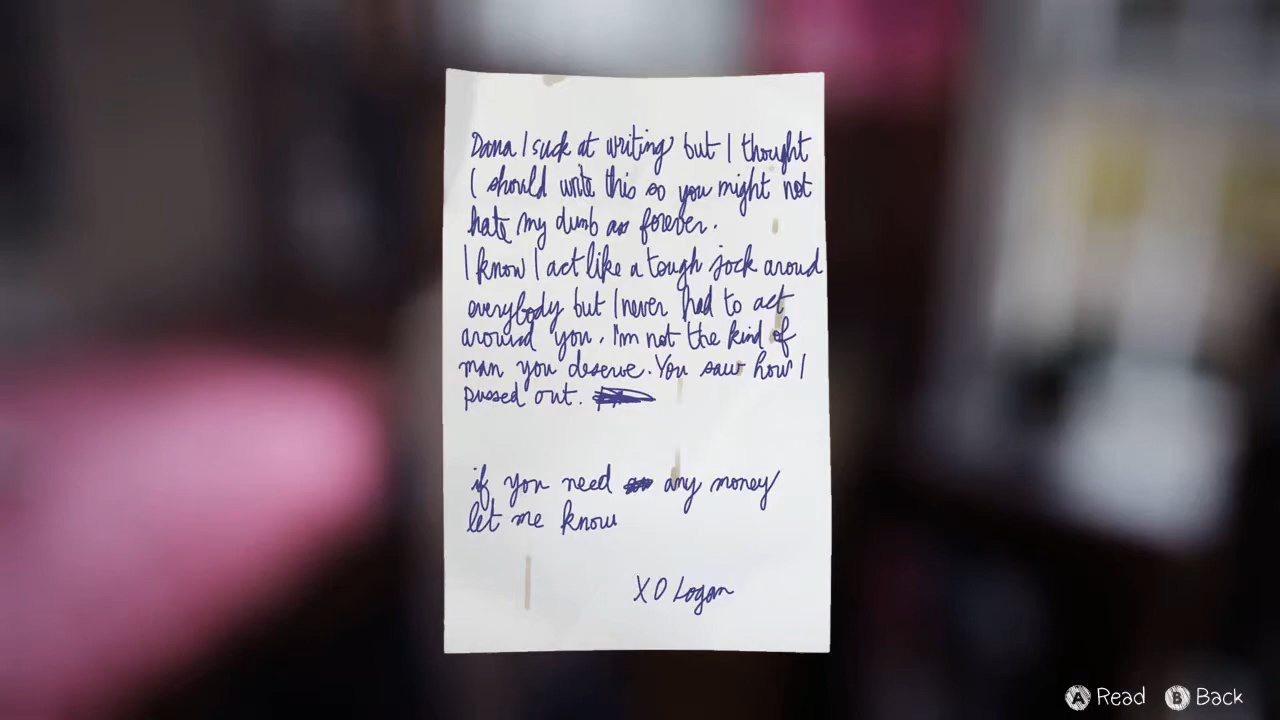 Dana I suck at writing but I thought
I should write this so you might not
hate my dumb ass forever.
I know I act like a tough jock aroud
everybody but I never had to act
around you. I'm not the kind of
man you deserve. You saw how I
pussed out.
if you need any money
let me know
XO Logan
A Read B Back